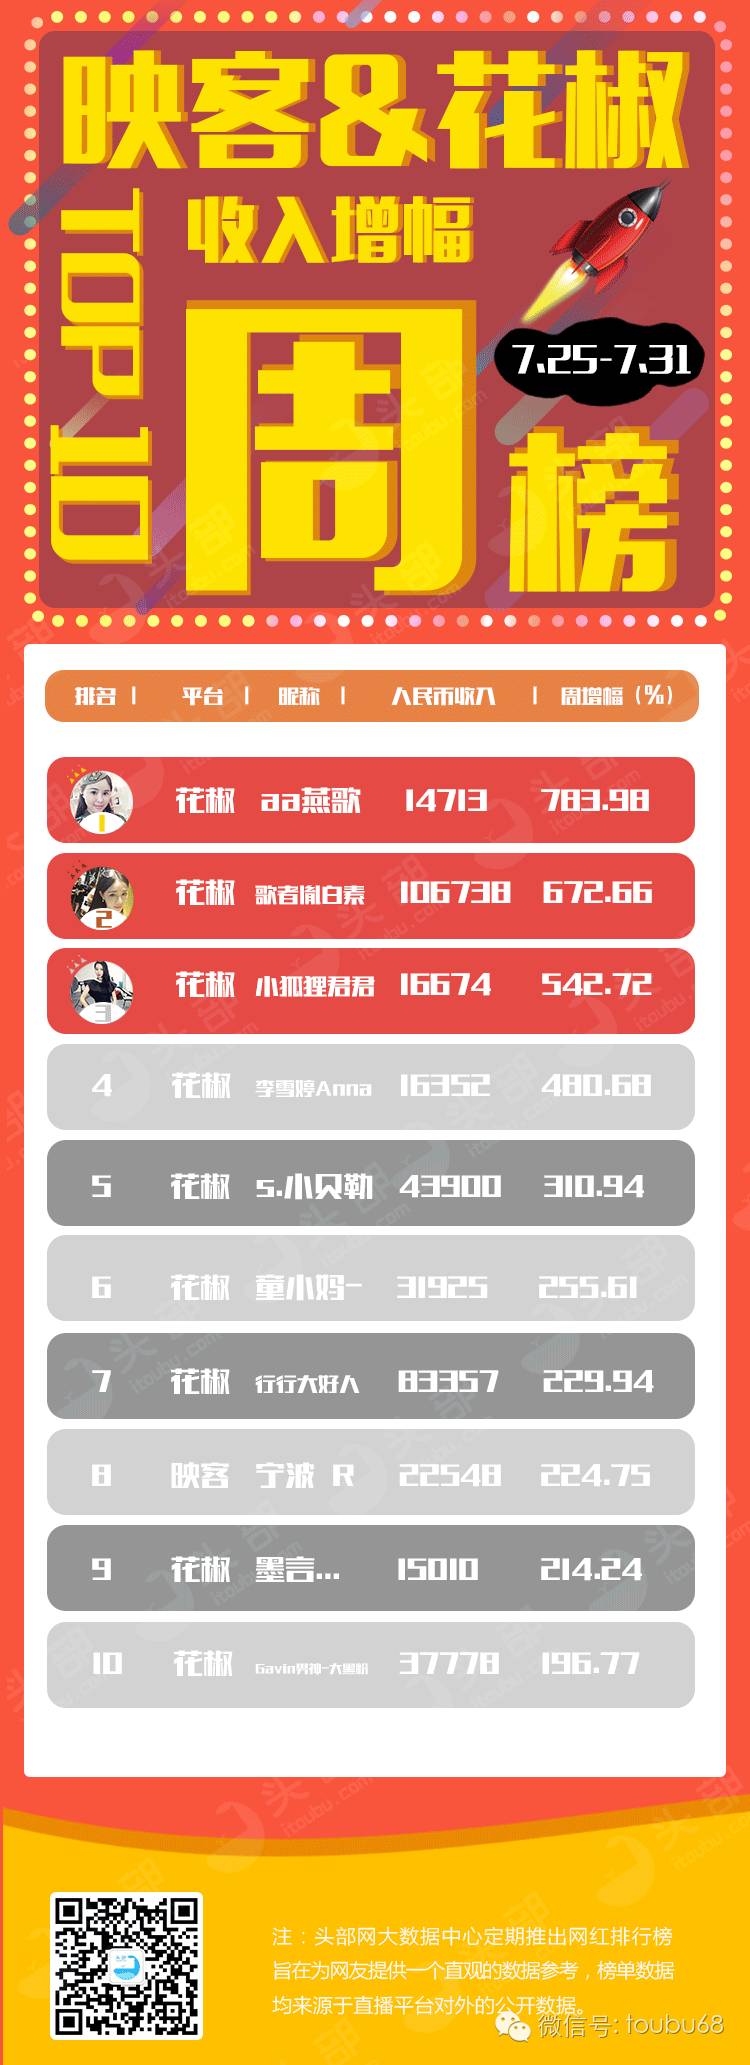 映客&花椒
TOP 10
收入增幅
周
7.25-7.31
榜
排名 | 平台 | 昵称 | 人民币收入 | 周增幅（%）
1 花椒 aa燕歌 14713 783.98
2 花椒 歌者胤白素 106738 672.66
3 花椒 小狐狸君君 16674 542.72
4 花椒 李雪婷Anna 16352 480.68
5 花椒 s.小贝勒 43900 310.94
6 花椒 童小妈- 31925 255.61
7 花椒 行行大好人 83357 229.94
8 映客 宁波 R 22548 224.75
9 花椒 墨言... 15010 214.24
10 花椒 Gavin男神-大黑粉 37778 196.77
注：头部网大数据中心定期推出网红排行榜
旨在为网友提供一个直观的数据参考，榜单数据
均来源于直播平台对外的公开数据。
微信号: toubu68
头部
itoubu.com